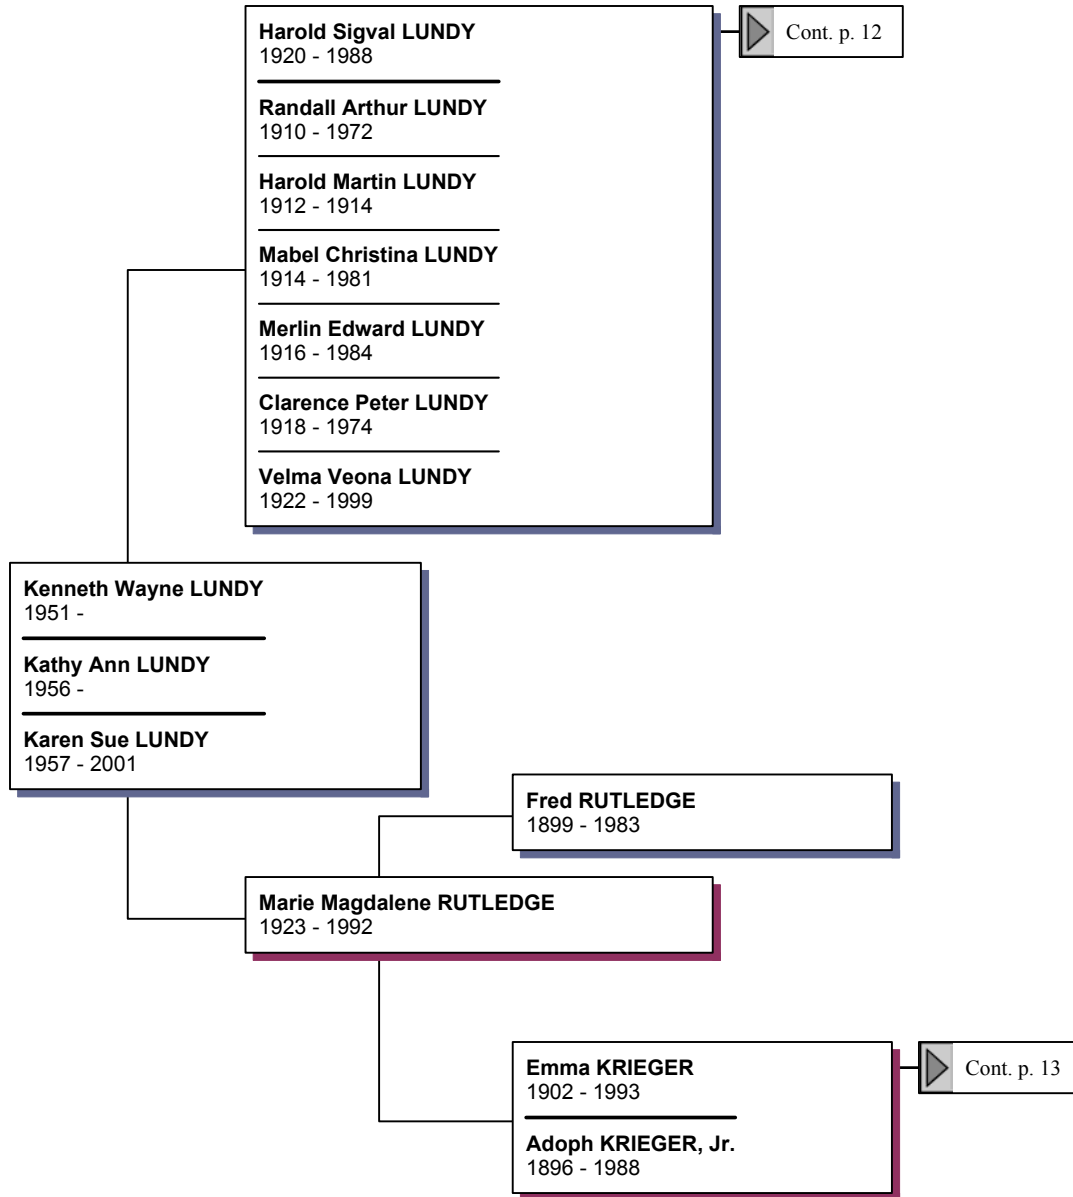 Harold Sigval LUNDY
1920 - 1988
Cont. p. 12
Randall Arthur LUNDY
1910 - 1972
Harold Martin LUNDY
1912 - 1914
Mabel Christina LUNDY
1914 - 1981
Merlin Edward LUNDY
1916 - 1984
Clarence Peter LUNDY
1918 - 1974
Velma Veona LUNDY
1922 - 1999
Kenneth Wayne LUNDY
1951 -
Kathy Ann LUNDY
1956 -
Karen Sue LUNDY
1957 - 2001
Fred RUTLEDGE
1899 - 1983
Marie Magdalene RUTLEDGE
1923 - 1992
Emma KRIEGER
1902 - 1993
Cont. p. 13
Adoph KRIEGER, Jr.
1896 - 1988